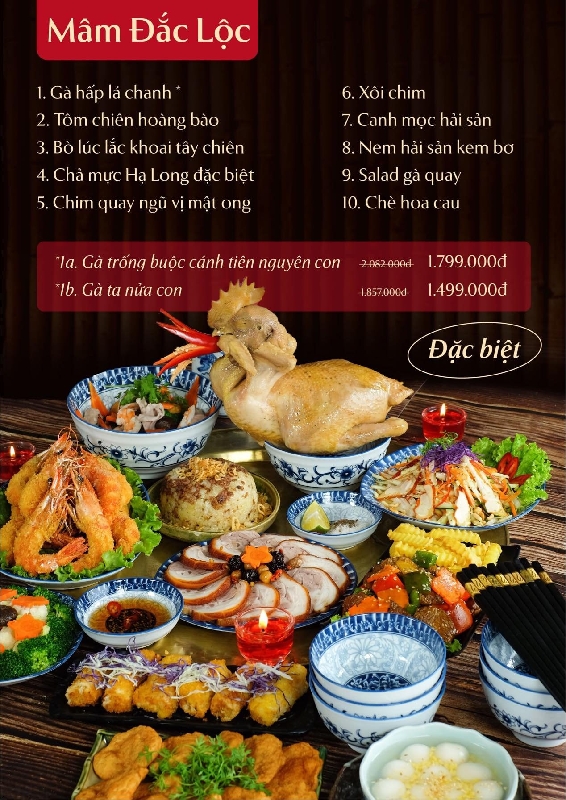 Mâm Đắc Lộc
1. Gà hấp lá chanh *
2. Tôm chiên hoàng bào
3. Bò lúc lắc khoai tây chiên
4. Chả mực Hạ Long đặc biệt
5. Chim quay ngũ vị mật ong
6. Xôi chim
7. Canh mọc hải sản
8. Nem hải sản kem bơ
9. Salad gà quay
10. Chè hoa cau
*1a. Gà trống buộc cánh tiên nguyên con 2.082.000đ 1.799.000đ
*1b. Gà ta nửa con 1.857.000đ 1.499.000đ
Đặc biệt